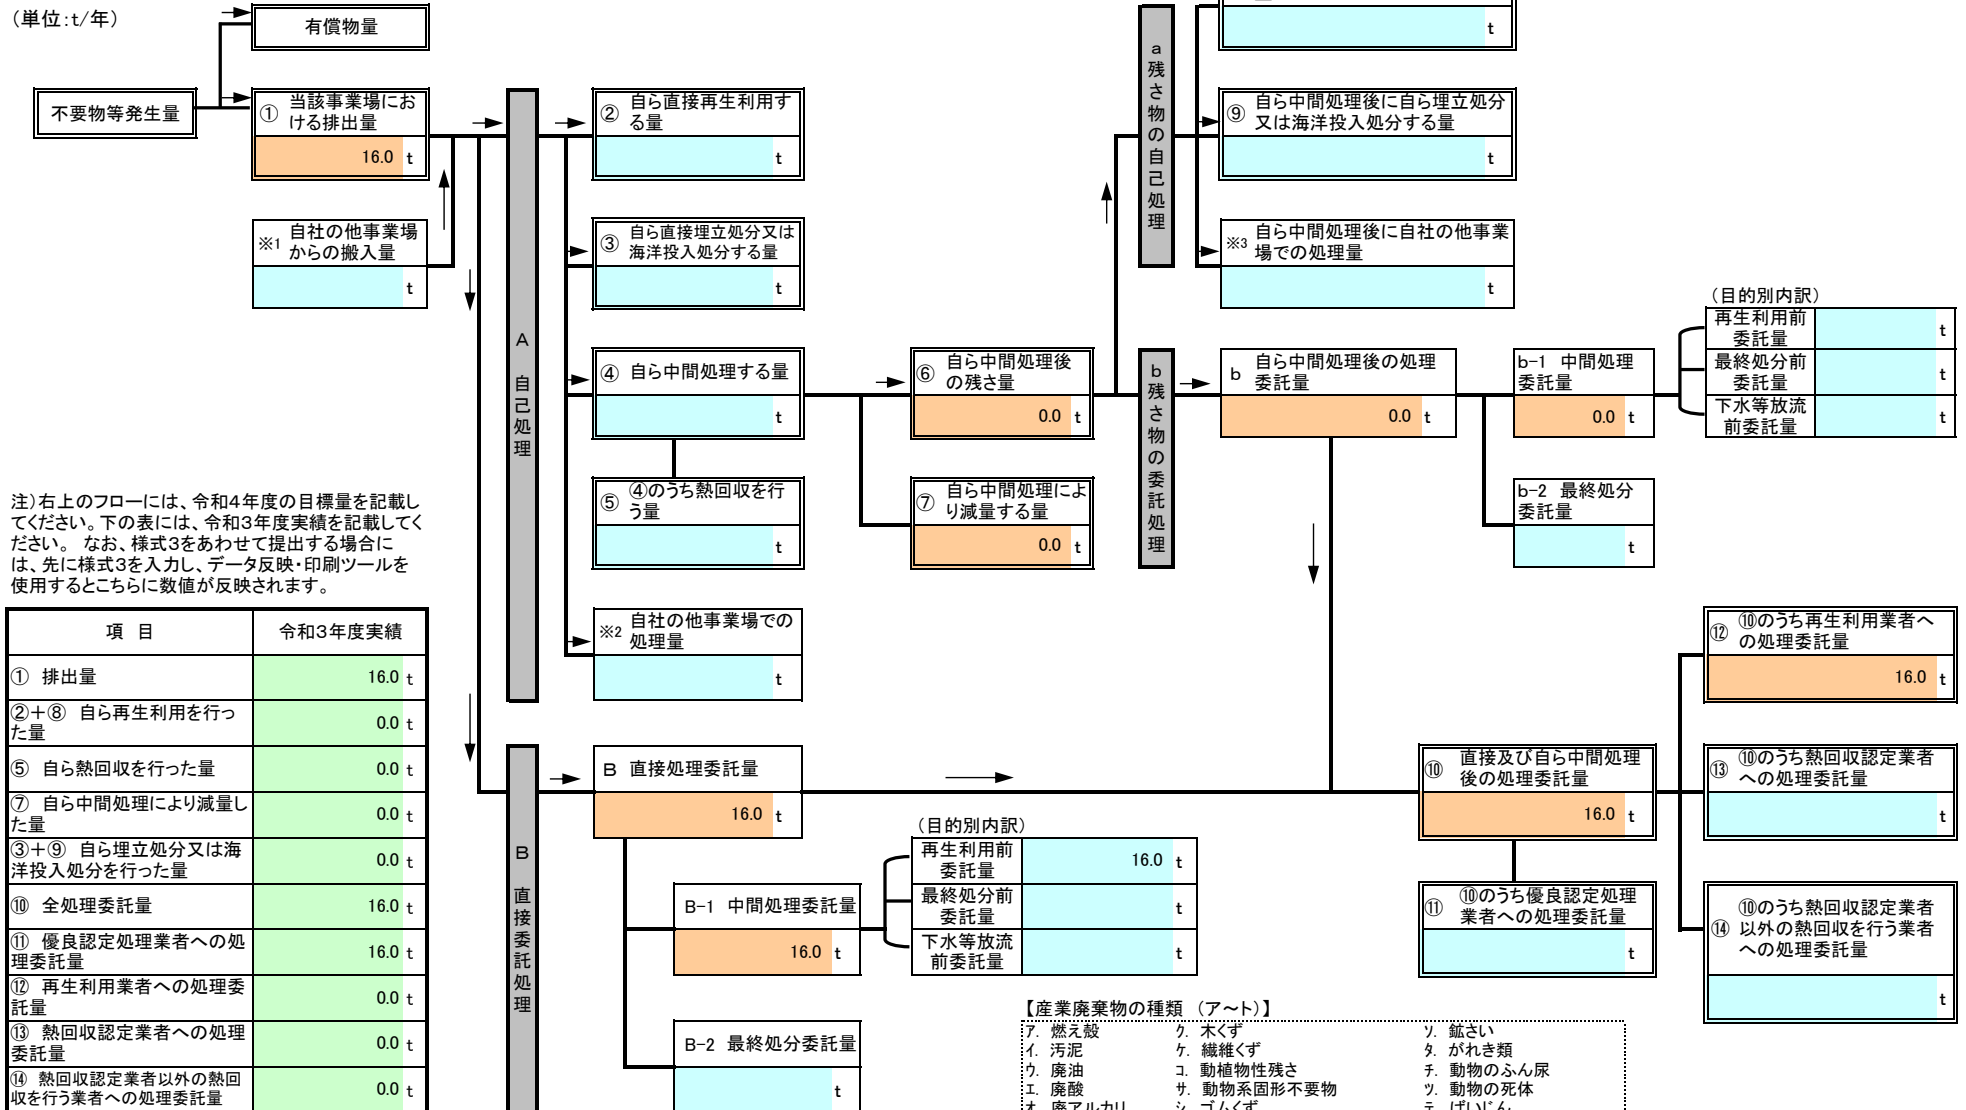 （単位：t/年）
有償物量
不要物等発生量
① 当該事業場にお
ける排出量
16.0 t
※1 自社の他事業場
からの搬入量
t
A 自己処理
② 自ら直接再生利用す
る量
t
③ 自ら直接埋立処分又は
海洋投入処分する量
t
④ 自ら中間処理する量
t
⑤ ④のうち熱回収を行
う量
t
※2 自社の他事業場での
処理量
t
⑥ 自ら中間処理後
の残さ量
0.0 t
⑦ 自ら中間処理によ
り減量する量
0.0 t
a残さ物の自己処理
t
⑨ 自ら中間処理後に自ら埋立処分
又は海洋投入処分する量
t
※3 自ら中間処理後に自社の他事業
場での処理量
t
b残さ物の委託処理
b 自ら中間処理後の処理
委託量
0.0 t
b-1 中間処理
委託量
0.0 t
（目的別内訳）
再生利用前
委託量
t
最終処分前
委託量
t
下水等放流
前委託量
t
b-2 最終処分
委託量
t
注）右上のフローには、令和４年度の目標量を記載し
てください。下の表には、令和３年度実績を記載してく
ださい。 なお、様式３をあわせて提出する場合に
は、先に様式３を入力し、データ反映・印刷ツールを
使用するとこちらに数値が反映されます。
項 目 令和３年度実績
① 排出量 16.0 t
②＋⑧ 自ら再生利用を行っ
た量 0.0 t
⑤ 自ら熱回収を行った量 0.0 t
⑦ 自ら中間処理により減量し
た量 0.0 t
③＋⑨ 自ら埋立処分又は海
洋投入処分を行った量 0.0 t
⑩ 全処理委託量 16.0 t
⑪ 優良認定処理業者への処
理委託量 16.0 t
⑫ 再生利用業者への処理委
託量 0.0 t
⑬ 熱回収認定業者への処理
委託量 0.0 t
⑭ 熱回収認定業者以外の熱回
収を行う業者への処理委託量 0.0 t
B 直接委託処理
B 直接処理委託量
16.0 t
B-1 中間処理委託量
16.0 t
（目的別内訳）
再生利用前
委託量
16.0 t
最終処分前
委託量
t
下水等放流
前委託量
t
B-2 最終処分委託量
t
⑩ 直接及び自ら中間処理
後の処理委託量
16.0 t
⑪ ⑩のうち優良認定処理
業者への処理委託量
t
⑫ ⑩のうち再生利用業者へ
の処理委託量
16.0 t
⑬ ⑩のうち熱回収認定業者
への処理委託量
t
⑭ ⑩のうち熱回収認定業者
以外の熱回収を行う業者
への処理委託量
t
【産業廃棄物の種類 （ア～ト）】
ｱ. 燃え殻 ｸ. 木くず ｿ. 鉱さい
ｲ. 汚泥 ｹ. 繊維くず ﾀ. がれき類
ｳ. 廃油 ｺ. 動植物性残さ ﾁ. 動物のふん尿
ｴ. 廃酸 ｻ. 動物系固形不要物 ﾂ. 動物の死体
ｵ. 廃アルカリ ｼ. ゴムくず ﾃ. ばいじん